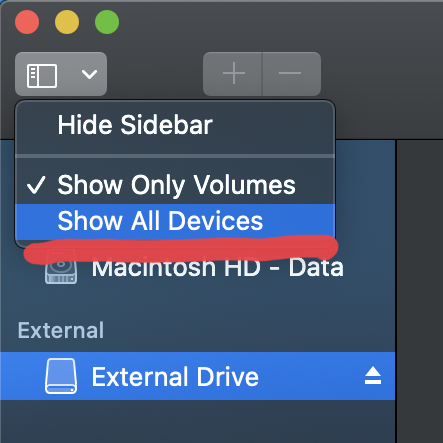 Hide Sidebar
Show Only Volumes
Show All Devices
Macintosh HD - Data
External
External Drive